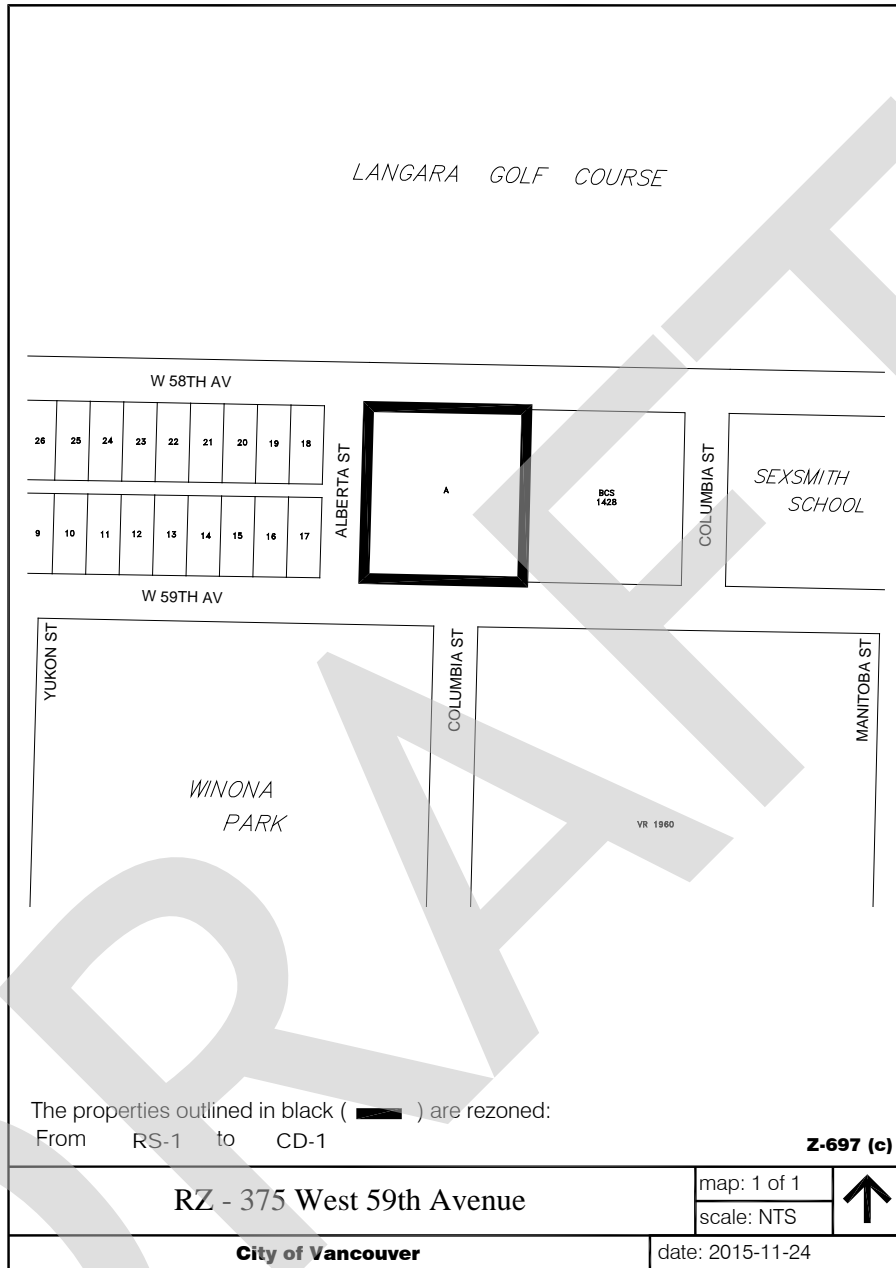 LANGARA GOLF COURSE
W 58TH AV
26 25 24 23 22 21 20 19 18
ALBERTA ST
A
BCS
1428
COLUMBIA ST
SEXSMITH
SCHOOL
9 10 11 12 13 14 15 16 17
W 59TH AV
YUKON ST
COLUMBIA ST
MANITOBA ST
WINONA
PARK
VR 1960
DRAFT
The properties outlined in black ( ) are rezoned:
From RS-1 to CD-1
Z-697 (c)
RZ - 375 West 59th Avenue
map: 1 of 1
scale: NTS
City of Vancouver
date: 2015-11-24